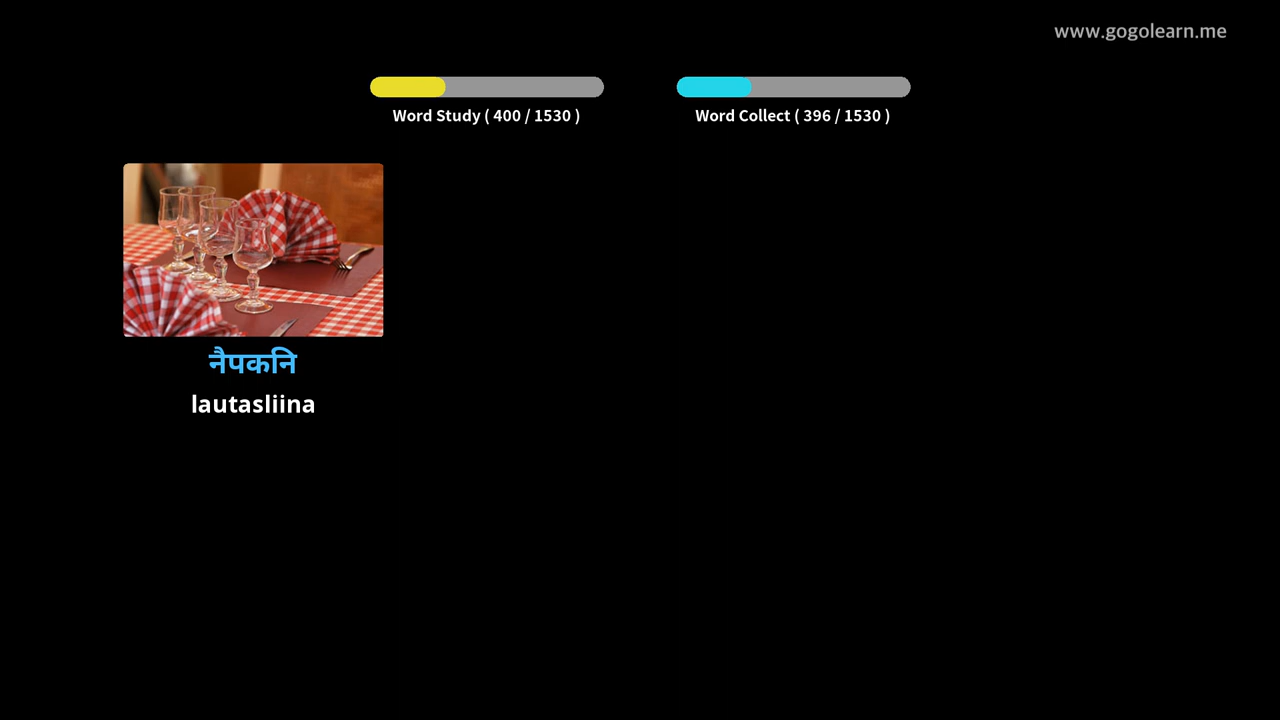 www.gogolearn.me
Word Study ( 400 / 1530 )
Word Collect ( 396 / 1530 )
नैपकनि
lautasliina